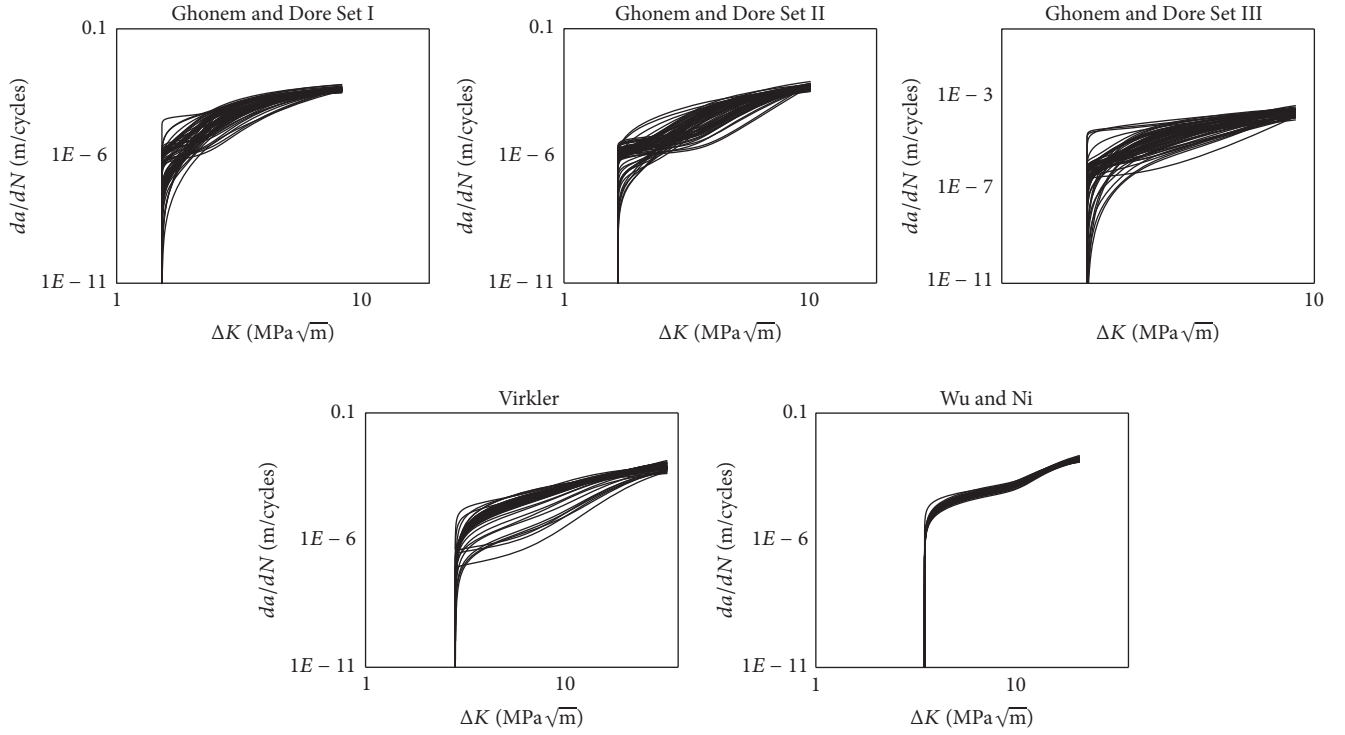 Ghonem and Dore Set I
0.1
1E – 6
1E – 11
da/dN (m/cycles)
1
10
ΔK (MPa√m)
Ghonem and Dore Set II
0.1
1E – 6
1E – 11
da/dN (m/cycles)
1
10
ΔK (MPa√m)
Ghonem and Dore Set III
1E – 3
1E – 7
1E – 11
da/dN (m/cycles)
10
ΔK (MPa√m)
Virkler
0.1
1E – 6
1E – 11
da/dN (m/cycles)
1
10
ΔK (MPa√m)
Wu and Ni
0.1
1E – 6
1E – 11
da/dN (m/cycles)
1
10
ΔK (MPa√m)